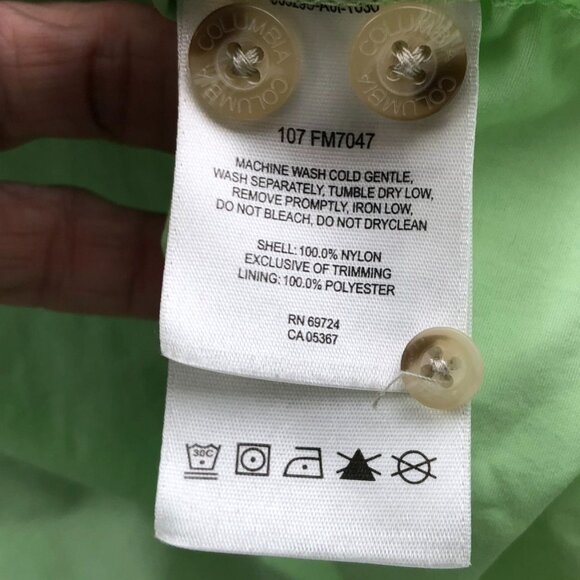 COLUMBIA COLUMBIA
COLUMBIA COLUMBIA
107 FM7047
MACHINE WASH COLD GENTLE,
WASH SEPARATELY, TUMBLE DRY LOW,
REMOVE PROMPTLY, IRON LOW,
DO NOT BLEACH, DO NOT DRYCLEAN
SHELL: 100.0% NYLON
EXCLUSIVE OF TRIMMING
LINING: 100.0% POLYESTER
RN 69724
CA 05367
30C